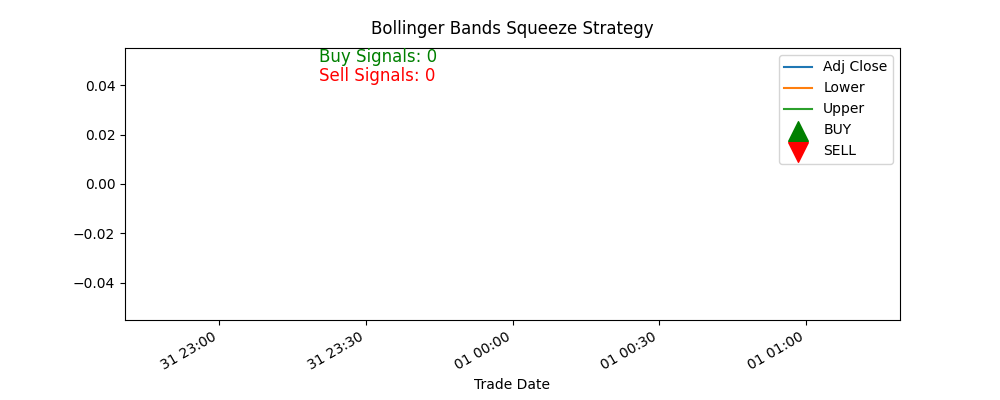 Bollinger Bands Squeeze Strategy
Buy Signals: 0
Sell Signals: 0
Adj Close
Lower
Upper
BUY
SELL
0.04
0.02
0.00
−0.02
−0.04
31 23:00
31 23:30
01 00:00
01 00:30
01 01:00
Trade Date